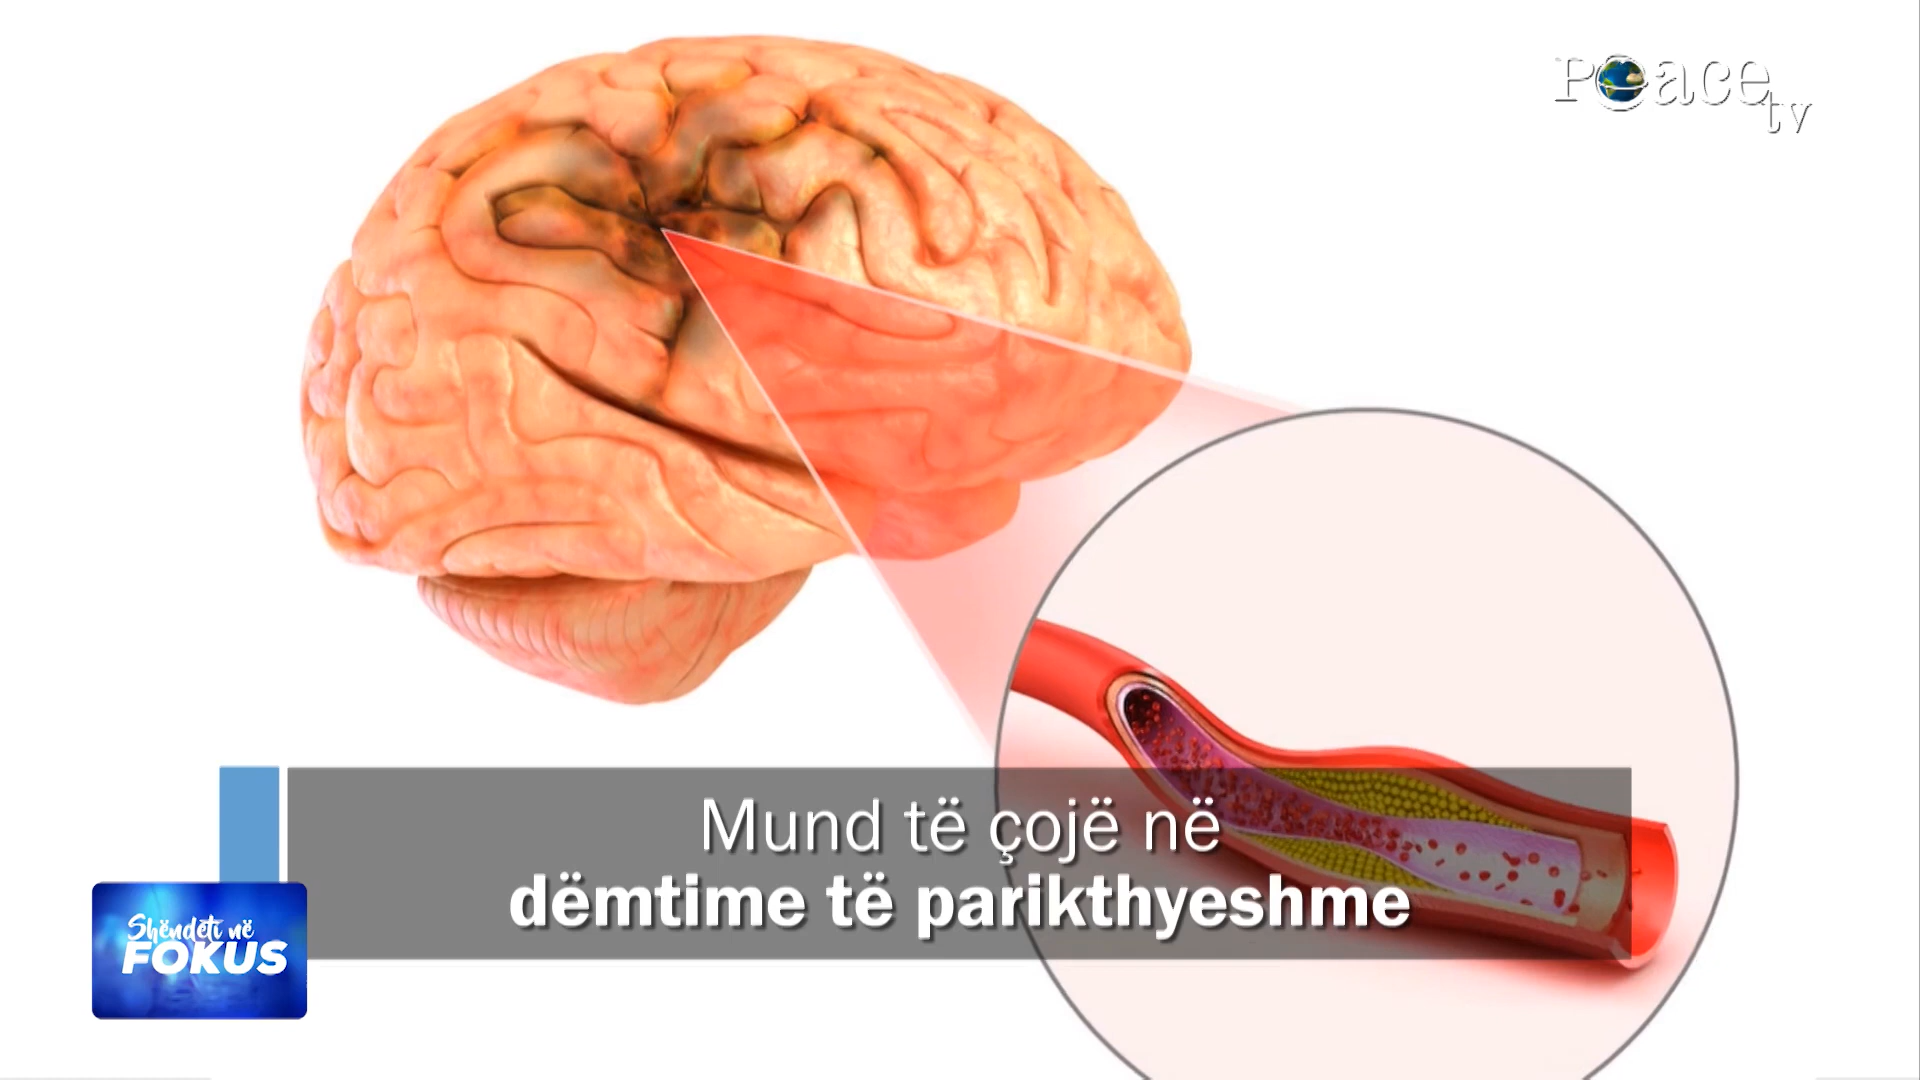 Peace
tv
Mund të çojë në
dëmtime të parikthyeshme
Shëndeti në
FOKUS